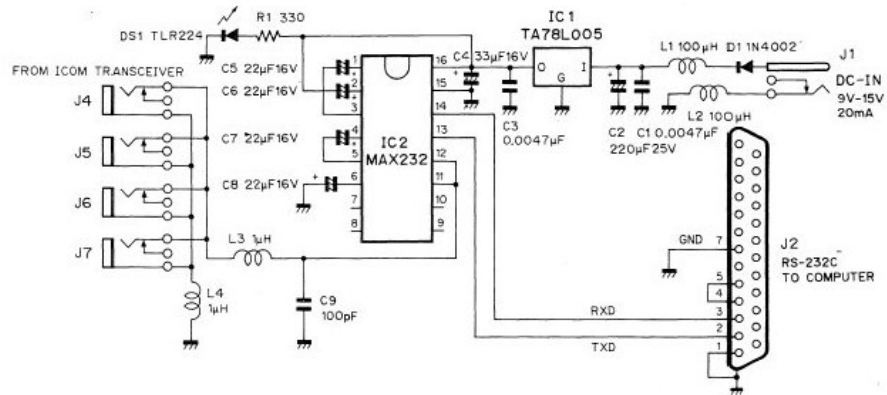 DS1 TLR224
R1 330
IC1
TA78L005
L1 100μH
D1 1N4002
J1
DC-IN
9V-15V
20mA
FROM ICOM TRANSCEIVER
J4
J5
J6
J7
C5 22μF16V
C6 22μF16V
C7 22μF16V
C8 22μF16V
C4 33μF16V
+
+
+
+
+
+
1
2
3
4
5
6
7
8
16
15
14
13
12
11
10
9
IC2
MAX232
O
I
G
C3
0.0047μF
C2
220μF25V
C1 0.0047μF
L2 100μH
L3 1μH
L4
1μH
C9
100pF
GND
7
5
4
3
2
1
RXD
TXD
J2
RS-232C
TO COMPUTER